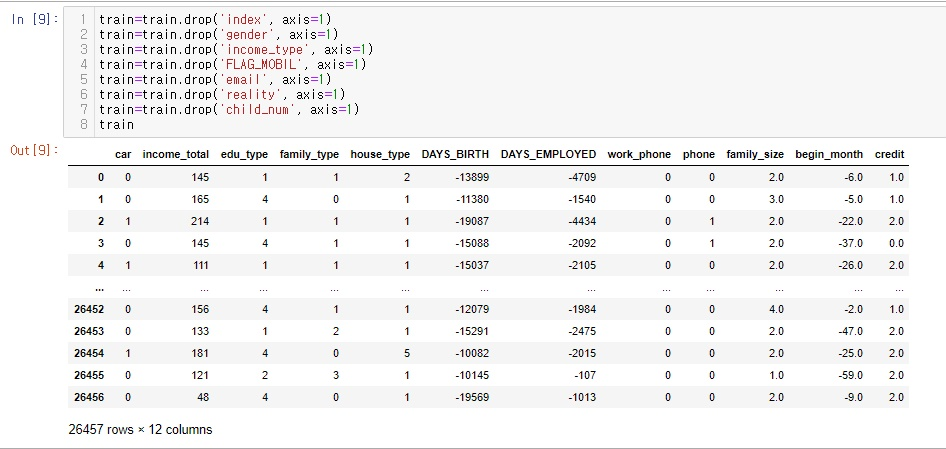 In [9]:
1 train=train.drop('index', axis=1)
2 train=train.drop('gender', axis=1)
3 train=train.drop('income_type', axis=1)
4 train=train.drop('FLAG_MOBIL', axis=1)
5 train=train.drop('email', axis=1)
6 train=train.drop('reality', axis=1)
7 train=train.drop('child_num', axis=1)
8 train
Out[9]:
car income_total edu_type family_type house_type DAYS_BIRTH DAYS_EMPLOYED work_phone phone family_size begin_month credit
0 0 145 1 1 2 -13899 -4709 0 0 2.0 -6.0 1.0
1 0 165 4 0 1 -11380 -1540 0 0 3.0 -5.0 1.0
2 1 214 1 1 1 -19087 -4434 0 1 2.0 -22.0 2.0
3 0 145 4 1 1 -15088 -2092 0 1 2.0 -37.0 0.0
4 1 111 1 1 1 -15037 -2105 0 0 2.0 -26.0 2.0
... ... ... ... ... ... ... ... ... ... ... ... ...
26452 0 156 4 1 1 -12079 -1984 0 0 4.0 -2.0 1.0
26453 0 133 1 2 1 -15291 -2475 0 0 2.0 -47.0 2.0
26454 1 181 4 0 5 -10082 -2015 0 0 2.0 -25.0 2.0
26455 0 121 2 3 1 -10145 -107 0 0 1.0 -59.0 2.0
26456 0 48 4 0 1 -19569 -1013 0 0 2.0 -9.0 2.0
26457 rows × 12 columns